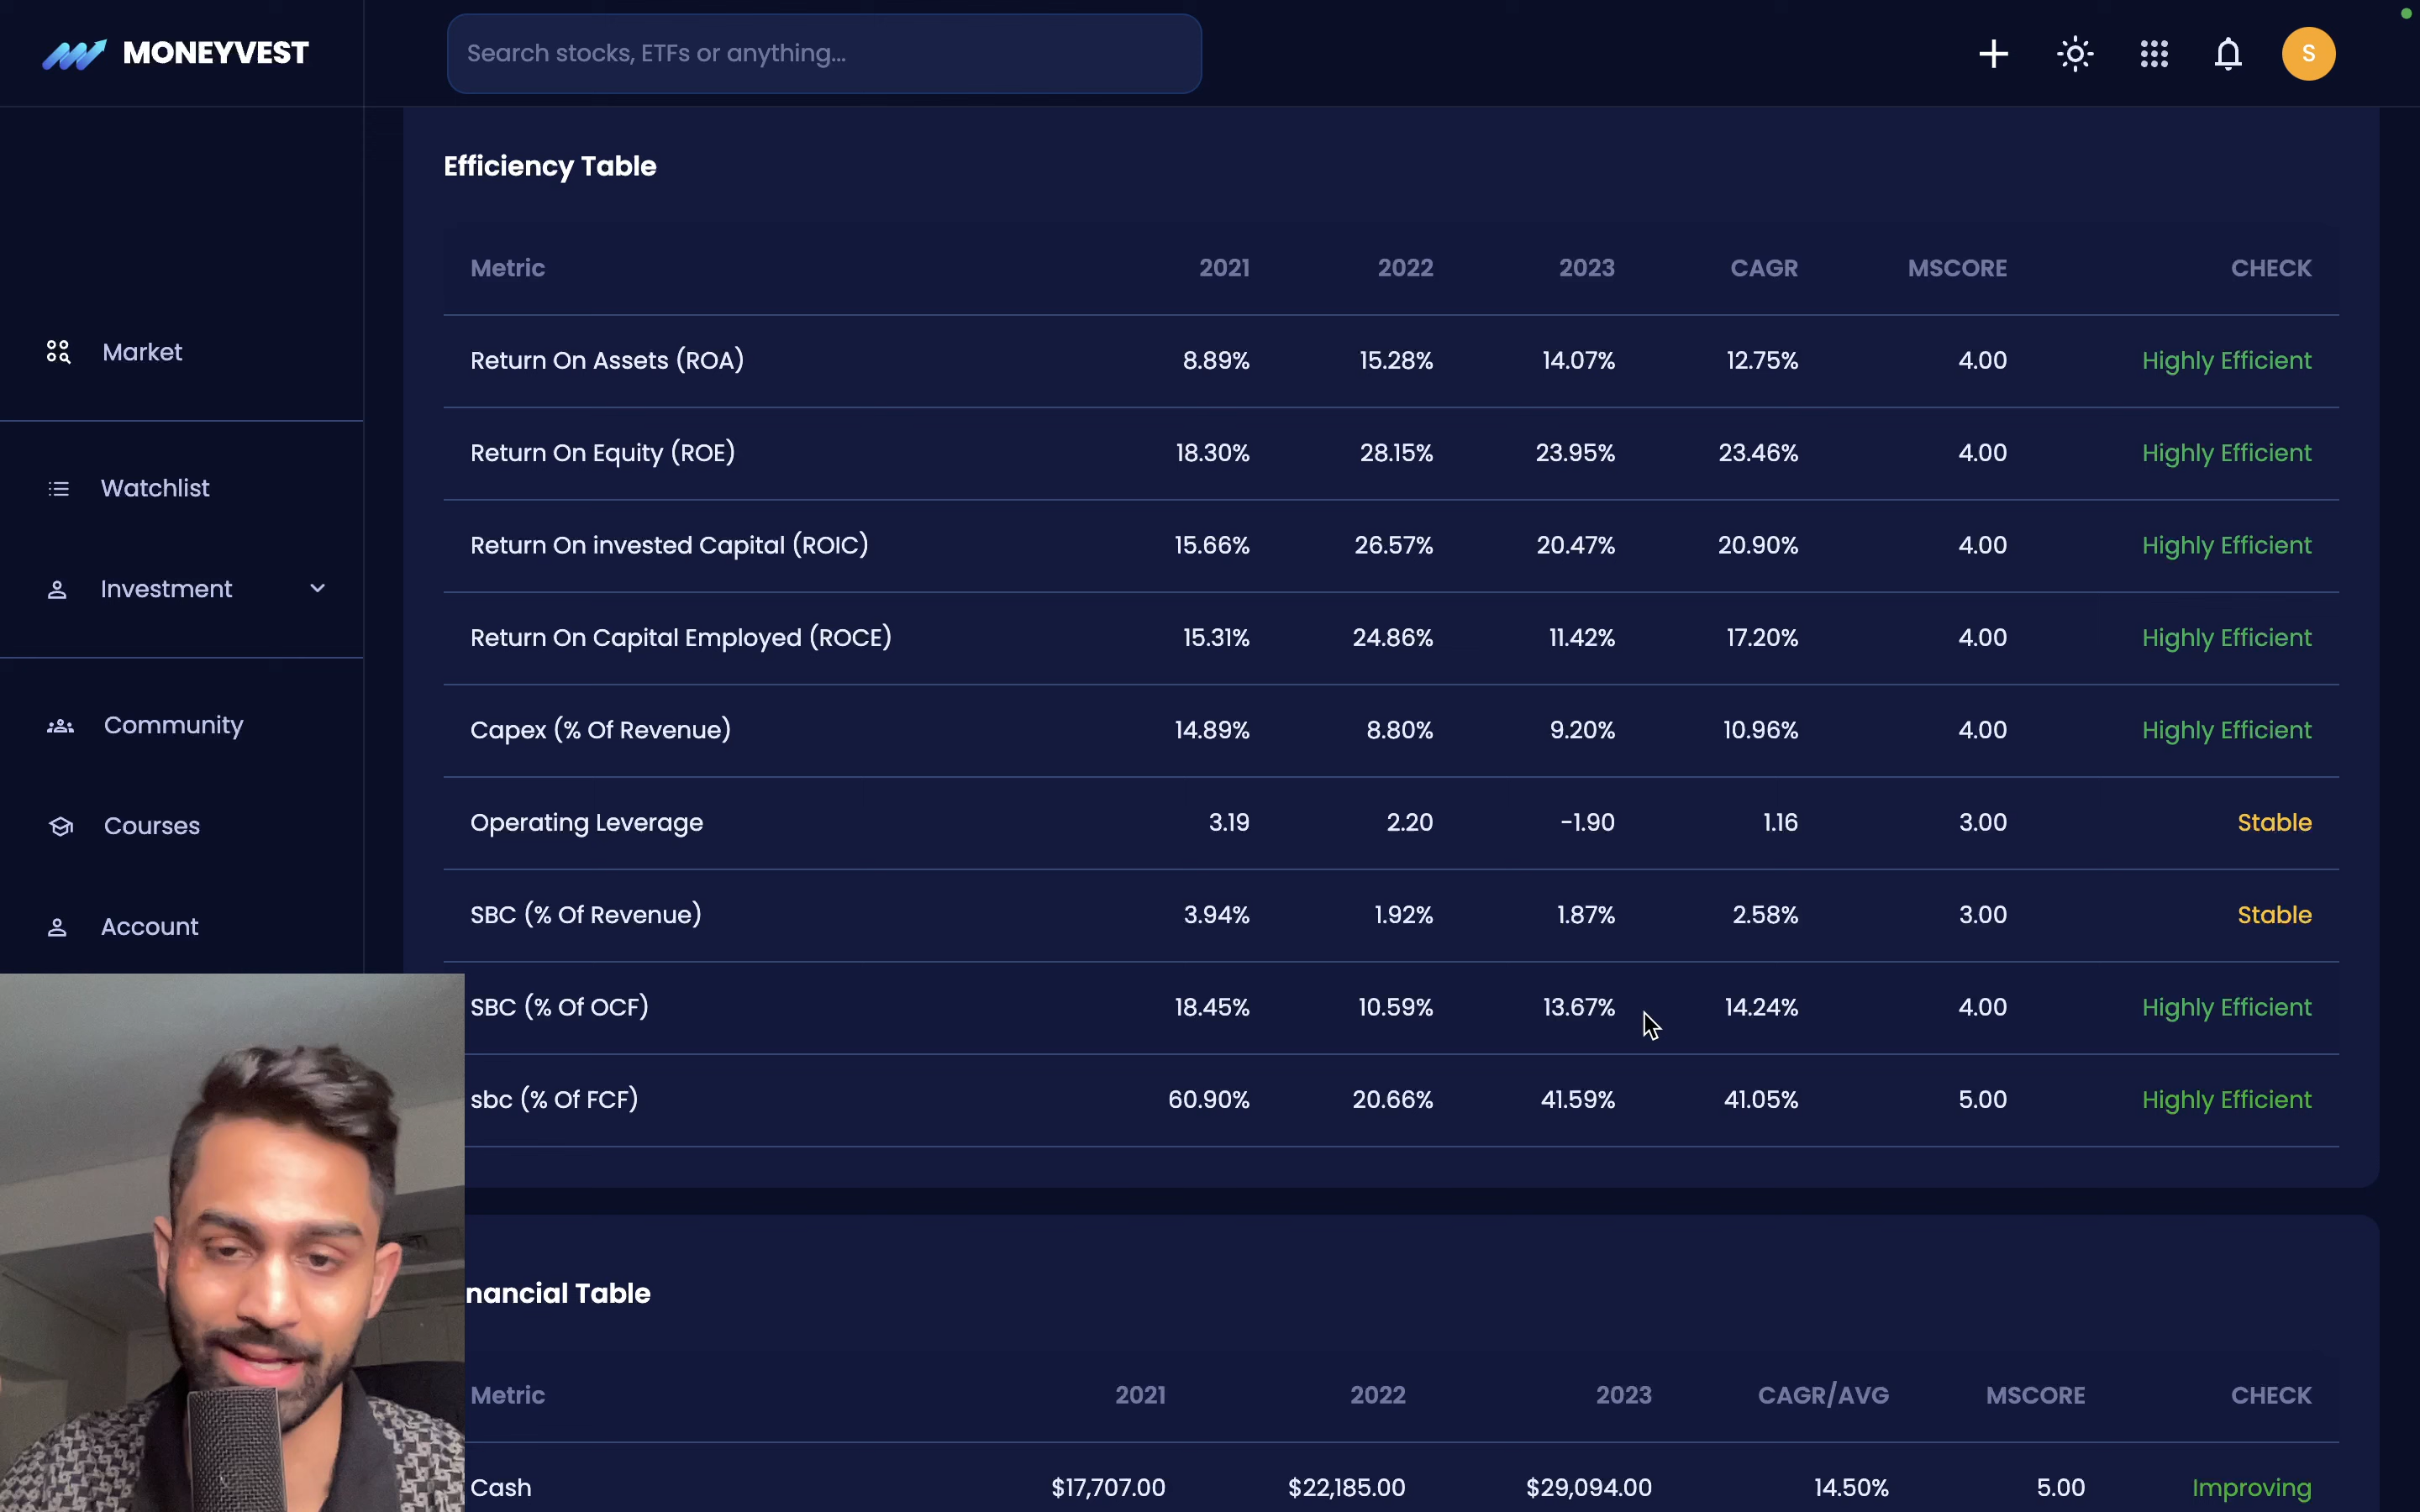 MONEYVEST
Search stocks, ETFs or anything...
S
Market
Watchlist
Investment
Community
Courses
Account
Efficiency Table
Metric 2021 2022 2023 CAGR MSCORE CHECK
Return On Assets (ROA) 8.89% 15.28% 14.07% 12.75% 4.00 Highly Efficient
Return On Equity (ROE) 18.30% 28.15% 23.95% 23.46% 4.00 Highly Efficient
Return On invested Capital (ROIC) 15.66% 26.57% 20.47% 20.90% 4.00 Highly Efficient
Return On Capital Employed (ROCE) 15.31% 24.86% 11.42% 17.20% 4.00 Highly Efficient
Capex (% Of Revenue) 14.89% 8.80% 9.20% 10.96% 4.00 Highly Efficient
Operating Leverage 3.19 2.20 -1.90 1.16 3.00 Stable
SBC (% Of Revenue) 3.94% 1.92% 1.87% 2.58% 3.00 Stable
SBC (% Of OCF) 18.45% 10.59% 13.67% 14.24% 4.00 Highly Efficient
sbc (% Of FCF) 60.90% 20.66% 41.59% 41.05% 5.00 Highly Efficient
nancial Table
Metric 2021 2022 2023 CAGR/AVG MSCORE CHECK
Cash $17,707.00 $22,185.00 $29,094.00 14.50% 5.00 Improving